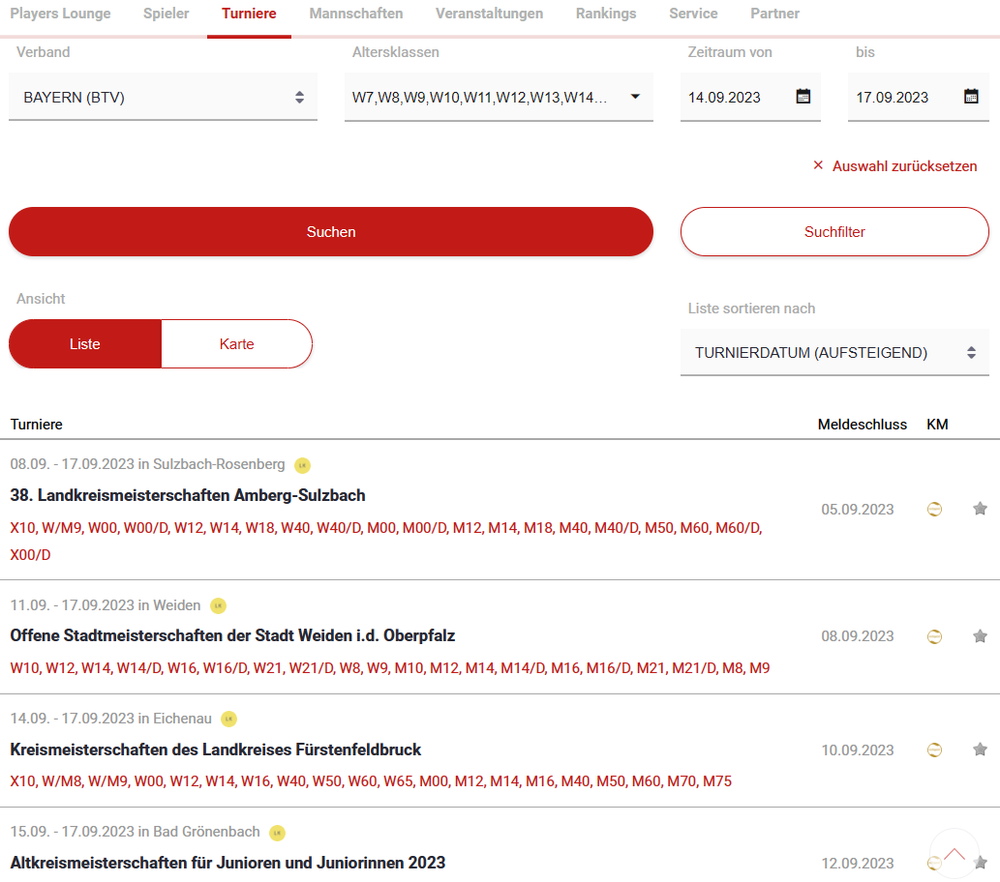 Players Lounge Spieler Turniere Mannschaften Veranstaltungen Rankings Service Partner
Verband Altersklassen Zeitraum von bis
BAYERN (BTV) W7,W8,W9,W10,W11,W12,W13,W14... 14.09.2023 17.09.2023
× Auswahl zurücksetzen
Suchen Suchfilter
Ansicht
Liste sortieren nach
Liste Karte
TURNIERDATUM (AUFSTEIGEND)
Turniere Meldeschluss KM
08.09. - 17.09.2023 in Sulzbach-Rosenberg LK
38. Landkreismeisterschaften Amberg-Sulzbach
05.09.2023
X10, W/M9, W00, W00/D, W12, W14, W18, W40, W40/D, M00, M00/D, M12, M14, M18, M40, M40/D, M50, M60, M60/D,
X00/D
11.09. - 17.09.2023 in Weiden LK
Offene Stadtmeisterschaften der Stadt Weiden i.d. Oberpfalz 08.09.2023
W10, W12, W14, W14/D, W16, W16/D, W21, W21/D, W8, W9, M10, M12, M14, M14/D, M16, M16/D, M21, M21/D, M8, M9
14.09. - 17.09.2023 in Eichenau LK
Kreismeisterschaften des Landkreises Fürstenfeldbruck 10.09.2023
X10, W/M8, W/M9, W00, W12, W14, W16, W40, W50, W60, W65, M00, M12, M14, M16, M40, M50, M60, M70, M75
15.09. - 17.09.2023 in Bad Grönenbach LK
Altkreismeisterschaften für Junioren und Juniorinnen 2023 12.09.2023